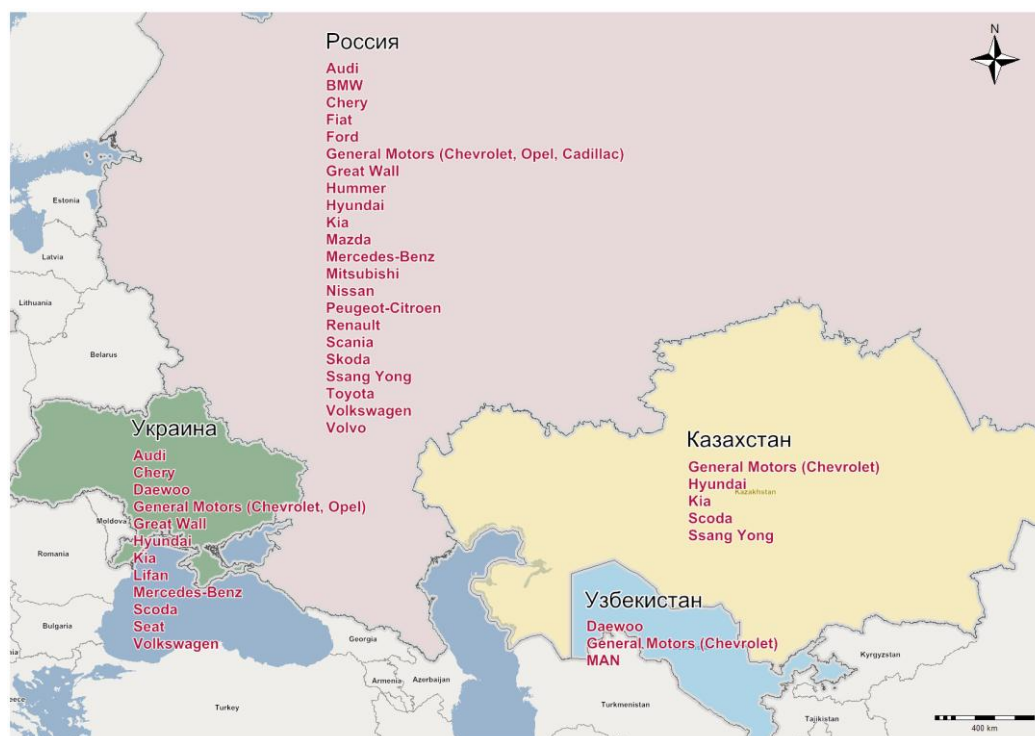 N
Россия
Audi
BMW
Chery
Fiat
Ford
General Motors (Chevrolet, Opel, Cadillac)
Great Wall
Hummer
Hyundai
Kia
Mazda
Mercedes-Benz
Mitsubishi
Nissan
Peugeot-Citroen
Renault
Scania
Skoda
Ssang Yong
Toyota
Volkswagen
Volvo
Estonia
Latvia
Lithuania
Belarus
Украина
Audi
Chery
Daewoo
General Motors (Chevrolet, Opel)
Great Wall
Hyundai
Kia
Lifan
Mercedes-Benz
Scoda
Seat
Volkswagen
Moldova
Romania
Bulgaria
Turkey
Georgia
Armenia
Azerbaijan
Казахстан
General Motors (Chevrolet)
Hyundai
Kazakhstan
Kia
Scoda
Ssang Yong
Узбекистан
Daewoo
General Motors (Chevrolet)
MAN
Turkmenistan
Kyrgyzstan
Tajikistan
400 km